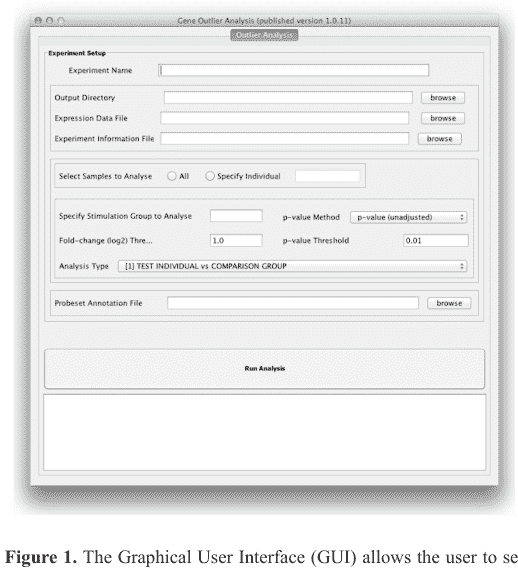 Gene Outlier Analysis (published version 1.0.11)
Outlier Analysis
Experiment Setup
Experiment Name
Output Directory browse
Expression Data File browse
Experiment Information File browse
Select Samples to Analyse All Specify Individual
Specify Stimulation Group to Analyse p-value Method p-value (unadjusted)
Fold-change (log2) Thre... 1.0 p-value Threshold 0.01
Analysis Type [1] TEST INDIVIDUAL vs COMPARISON GROUP
Probeset Annotation File browse
Run Analysis
Figure 1. The Graphical User Interface (GUI) allows the user to se